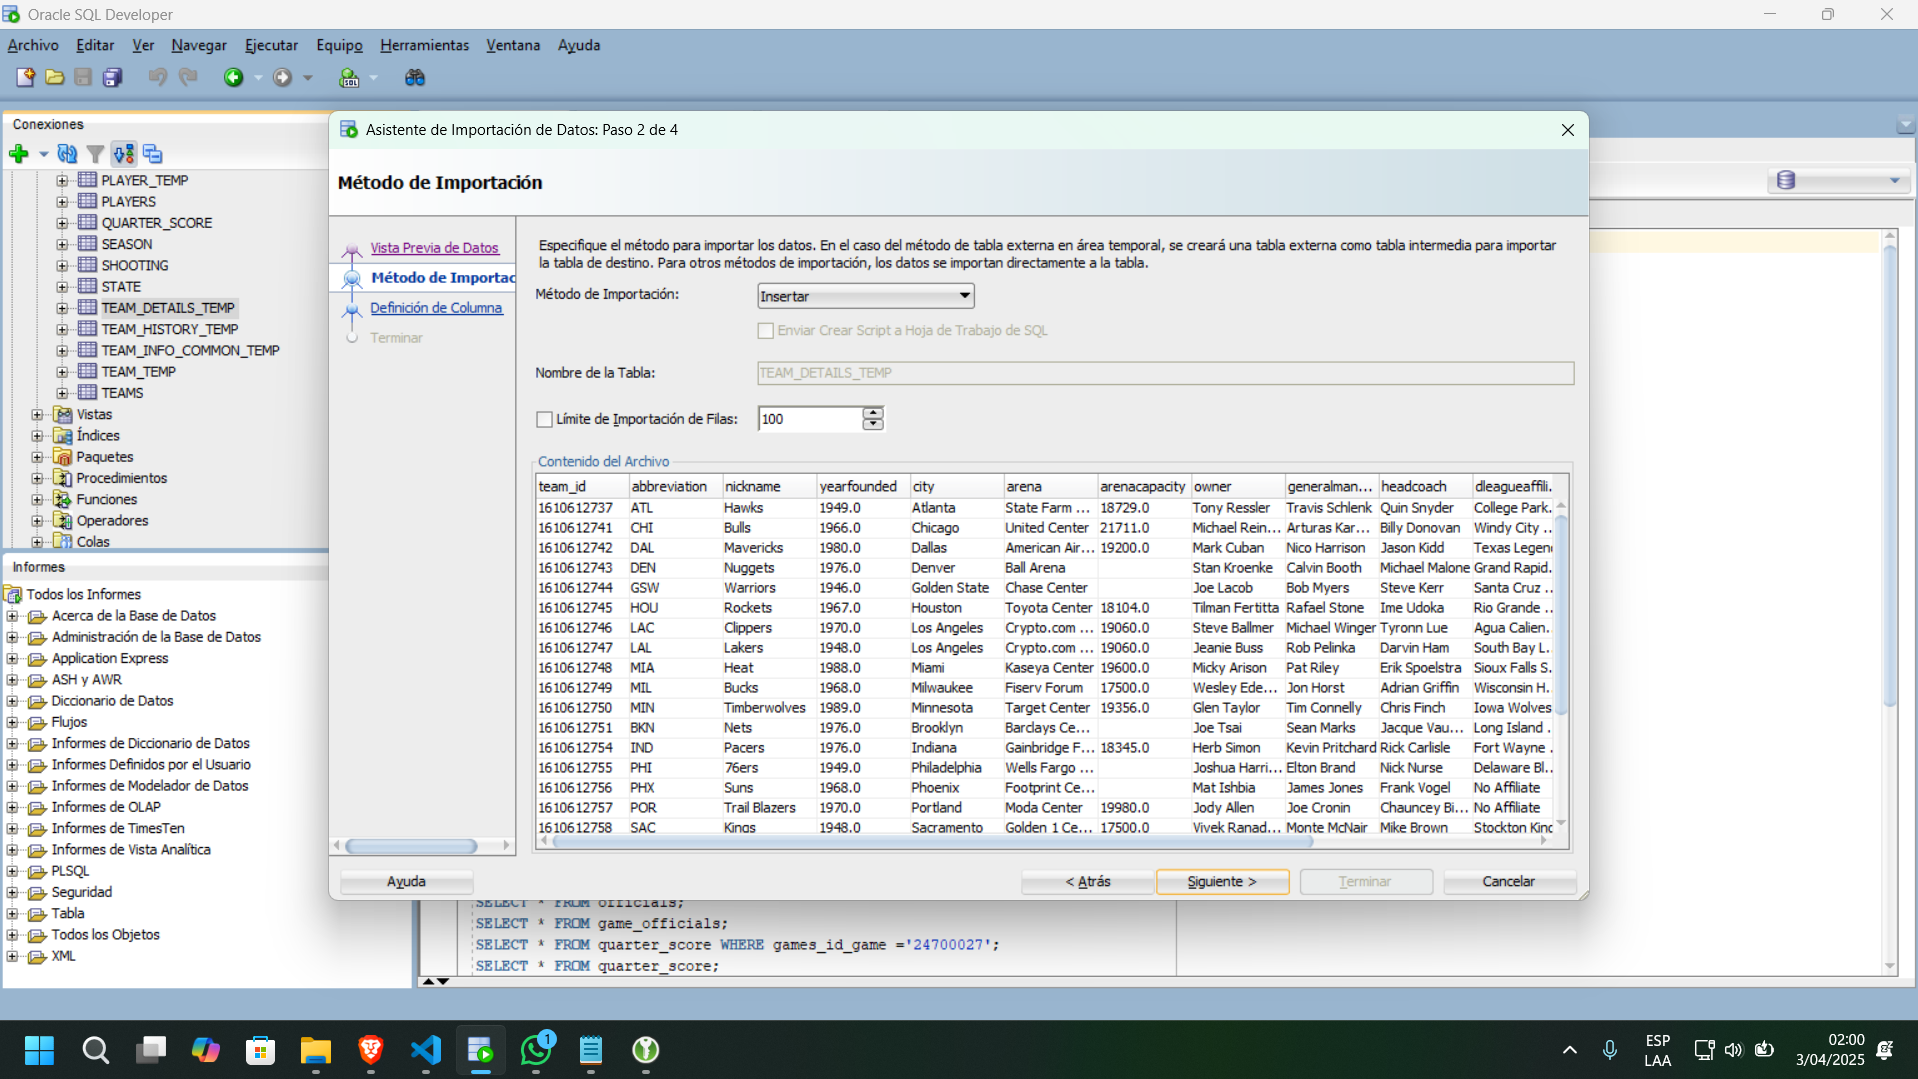 Oracle SQL Developer
Archivo Editar Ver Navegar Ejecutar Equipo Herramientas Ventana Ayuda
Conexiones
PLAYER_TEMP
PLAYERS
QUARTER_SCORE
SEASON
SHOOTING
STATE
TEAM_DETAILS_TEMP
TEAM_HISTORY_TEMP
TEAM_INFO_COMMON_TEMP
TEAM_TEMP
TEAMS
Vistas
Índices
Paquetes
Procedimientos
Funciones
Operadores
Colas
Informes
Todos los Informes
Acerca de la Base de Datos
Administración de la Base de Datos
Application Express
ASH y AWR
Diccionario de Datos
Flujos
Informes de Diccionario de Datos
Informes Definidos por el Usuario
Informes de Modelador de Datos
Informes de OLAP
Informes de TimesTen
Informes de Vista Analítica
PLSQL
Seguridad
Tabla
Todos los Objetos
XML
Asistente de Importación de Datos: Paso 2 de 4
Método de Importación
Vista Previa de Datos
Método de Importac
Definición de Columna
Terminar
Especifique el método para importar los datos. En el caso del método de tabla externa en área temporal, se creará una tabla externa como tabla intermedia para importar
la tabla de destino. Para otros métodos de importación, los datos se importan directamente a la tabla.
Método de Importación: Insertar
Enviar Crear Script a Hoja de Trabajo de SQL
Nombre de la Tabla: TEAM_DETAILS_TEMP
Límite de Importación de Filas: 100
Contenido del Archivo
team_id abbreviation nickname yearfounded city arena arenacapacity owner generalman... headcoach dleagueaffili.
1610612737 ATL Hawks 1949.0 Atlanta State Farm ... 18729.0 Tony Ressler Travis Schlenk Quin Snyder College Park.
1610612741 CHI Bulls 1966.0 Chicago United Center 21711.0 Michael Rein... Arturas Kar... Billy Donovan Windy City ..
1610612742 DAL Mavericks 1980.0 Dallas American Air... 19200.0 Mark Cuban Nico Harrison Jason Kidd Texas Legen
1610612743 DEN Nuggets 1976.0 Denver Ball Arena Stan Kroenke Calvin Booth Michael Malone Grand Rapid.
1610612744 GSW Warriors 1946.0 Golden State Chase Center Joe Lacob Bob Myers Steve Kerr Santa Cruz ..
1610612745 HOU Rockets 1967.0 Houston Toyota Center 18104.0 Tilman Fertitta Rafael Stone Ime Udoka Rio Grande ..
1610612746 LAC Clippers 1970.0 Los Angeles Crypto.com ... 19060.0 Steve Ballmer Michael Winger Tyronn Lue Agua Calien.
1610612747 LAL Lakers 1948.0 Los Angeles Crypto.com ... 19060.0 Jeanie Buss Rob Pelinka Darvin Ham South Bay L.
1610612748 MIA Heat 1988.0 Miami Kaseya Center 19600.0 Micky Arison Pat Riley Erik Spoelstra Sioux Falls S.
1610612749 MIL Bucks 1968.0 Milwaukee Fiserv Forum 17500.0 Wesley Ede... Jon Horst Adrian Griffin Wisconsin H.
1610612750 MIN Timberwolves 1989.0 Minnesota Target Center 19356.0 Glen Taylor Tim Connelly Chris Finch Iowa Wolves
1610612751 BKN Nets 1976.0 Brooklyn Barclays Ce... Joe Tsai Sean Marks Jacque Vau... Long Island .
1610612754 IND Pacers 1976.0 Indiana Gainbridge F... 18345.0 Herb Simon Kevin Pritchard Rick Carlisle Fort Wayne .
1610612755 PHI 76ers 1949.0 Philadelphia Wells Fargo ... Joshua Harri... Elton Brand Nick Nurse Delaware Bl..
1610612756 PHX Suns 1968.0 Phoenix Footprint Ce... Mat Ishbia James Jones Frank Vogel No Affiliate
1610612757 POR Trail Blazers 1970.0 Portland Moda Center 19980.0 Jody Allen Joe Cronin Chauncey Bi... No Affiliate
1610612758 SAC Kings 1948.0 Sacramento Golden 1 Ce... 17500.0 Vivek Ranad... Monte McNair Mike Brown Stockton Kinc
Ayuda < Atrás Siguiente > Terminar Cancelar
SELECT * FROM officials;
SELECT * FROM game_officials;
SELECT * FROM quarter_score WHERE games_id_game ='24700027';
SELECT * FROM quarter_score;
SQL
1
ESP
LAA
02:00
3/04/2025